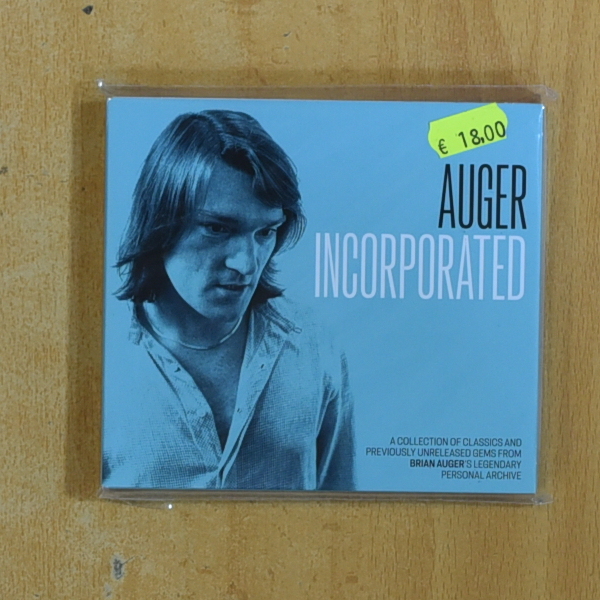 € 18,00
AUGER
INCORPORATED
A COLLECTION OF CLASSICS AND
PREVIOUSLY UNRELEASED GEMS FROM
BRIAN AUGER'S LEGENDARY
PERSONAL ARCHIVE